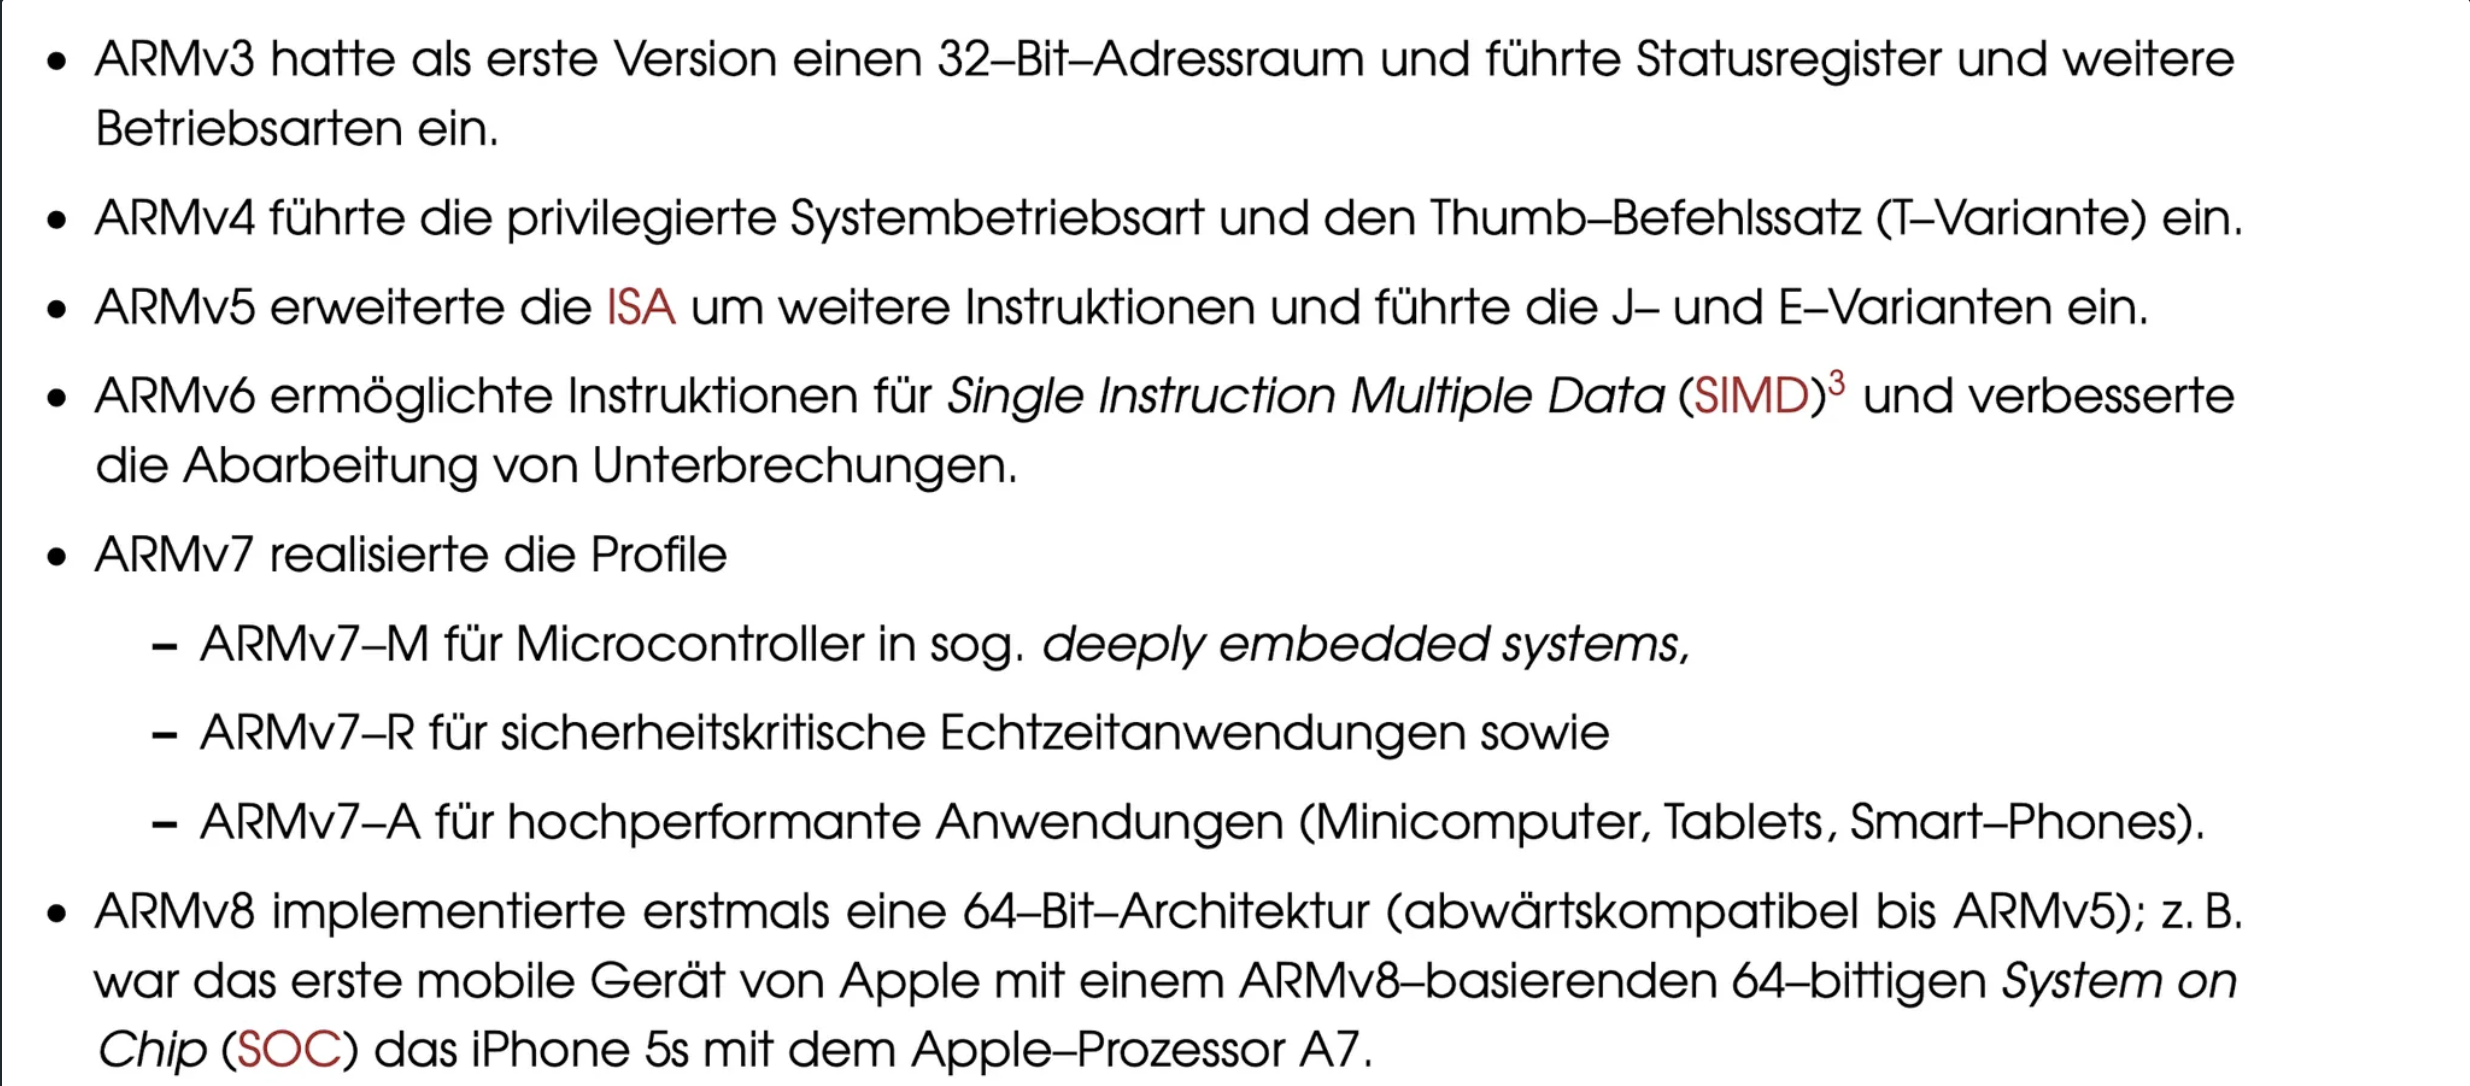 • ARMv3 hatte als erste Version einen 32–Bit–Adressraum und führte Statusregister und weitere
Betriebsarten ein.
• ARMv4 führte die privilegierte Systembetriebsart und den Thumb–Befehlssatz (T–Variante) ein.
• ARMv5 erweiterte die ISA um weitere Instruktionen und führte die J– und E–Varianten ein.
• ARMv6 ermöglichte Instruktionen für Single Instruction Multiple Data (SIMD)³ und verbesserte
die Abarbeitung von Unterbrechungen.
• ARMv7 realisierte die Profile
– ARMv7–M für Microcontroller in sog. deeply embedded systems,
– ARMv7–R für sicherheitskritische Echtzeitanwendungen sowie
– ARMv7–A für hochperformante Anwendungen (Minicomputer, Tablets, Smart–Phones).
• ARMv8 implementierte erstmals eine 64–Bit–Architektur (abwärtskompatibel bis ARMv5); z. B.
war das erste mobile Gerät von Apple mit einem ARMv8–basierenden 64–bittigen System on
Chip (SOC) das iPhone 5s mit dem Apple–Prozessor A7.